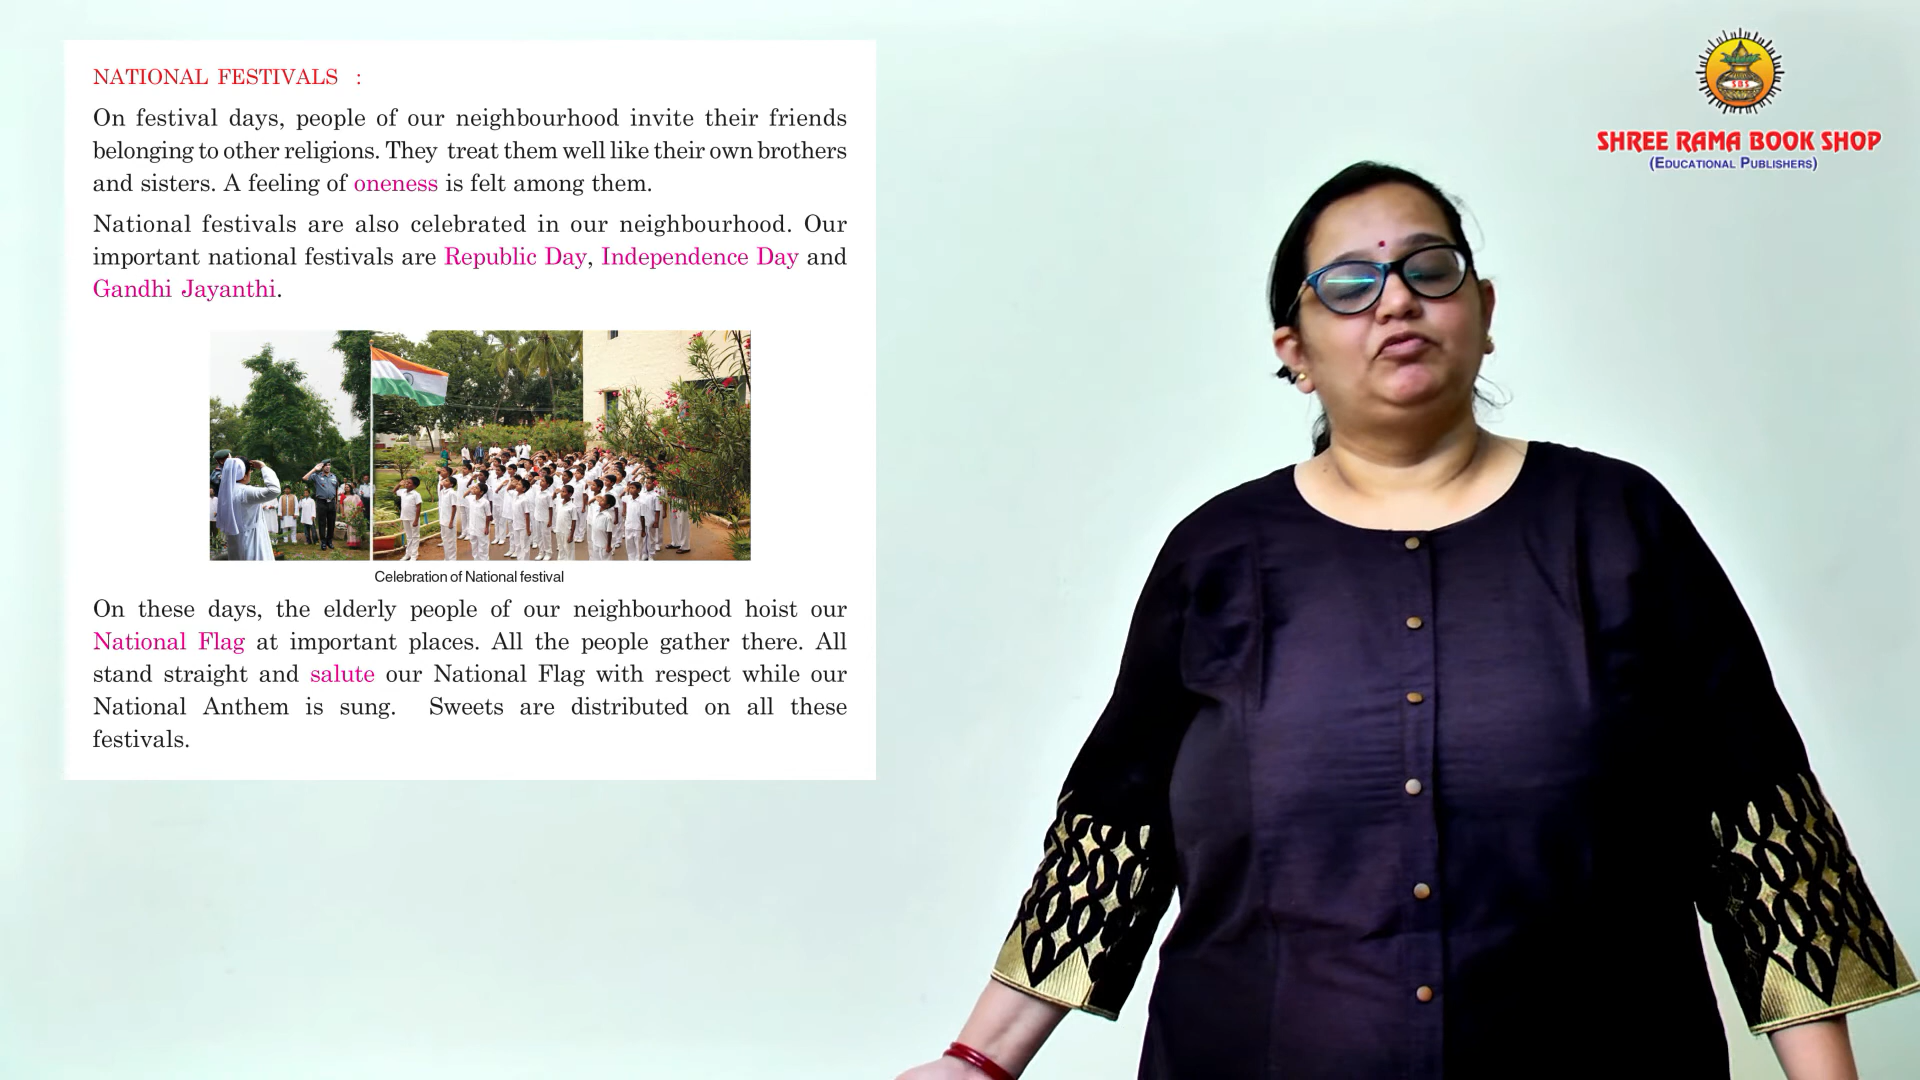 NATIONAL FESTIVALS :
On festival days, people of our neighbourhood invite their friends
belonging to other religions. They treat them well like their own brothers
and sisters. A feeling of oneness is felt among them.
National festivals are also celebrated in our neighbourhood. Our
important national festivals are Republic Day, Independence Day and
Gandhi Jayanthi.
Celebration of National festival
On these days, the elderly people of our neighbourhood hoist our
National Flag at important places. All the people gather there. All
stand straight and salute our National Flag with respect while our
National Anthem is sung. Sweets are distributed on all these
festivals.
SBS
SHREE RAMA BOOK SHOP
(EDUCATIONAL PUBLISHERS)